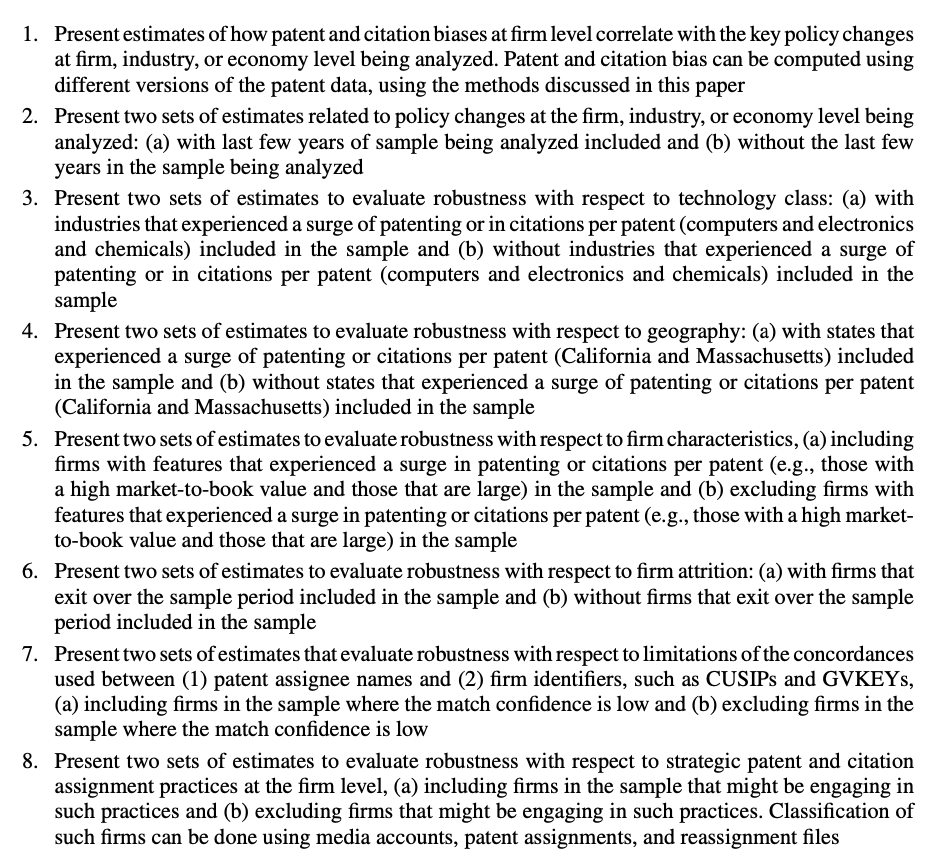 1. Present estimates of how patent and citation biases at firm level correlate with the key policy changes
at firm, industry, or economy level being analyzed. Patent and citation bias can be computed using
different versions of the patent data, using the methods discussed in this paper
2. Present two sets of estimates related to policy changes at the firm, industry, or economy level being
analyzed: (a) with last few years of sample being analyzed included and (b) without the last few
years in the sample being analyzed
3. Present two sets of estimates to evaluate robustness with respect to technology class: (a) with
industries that experienced a surge of patenting or in citations per patent (computers and electronics
and chemicals) included in the sample and (b) without industries that experienced a surge of
patenting or in citations per patent (computers and electronics and chemicals) included in the
sample
4. Present two sets of estimates to evaluate robustness with respect to geography: (a) with states that
experienced a surge of patenting or citations per patent (California and Massachusetts) included
in the sample and (b) without states that experienced a surge of patenting or citations per patent
(California and Massachusetts) included in the sample
5. Present two sets of estimates to evaluate robustness with respect to firm characteristics, (a) including
firms with features that experienced a surge in patenting or citations per patent (e.g., those with
a high market-to-book value and those that are large) in the sample and (b) excluding firms with
features that experienced a surge in patenting or citations per patent (e.g., those with a high market-
to-book value and those that are large) in the sample
6. Present two sets of estimates to evaluate robustness with respect to firm attrition: (a) with firms that
exit over the sample period included in the sample and (b) without firms that exit over the sample
period included in the sample
7. Present two sets of estimates that evaluate robustness with respect to limitations of the concordances
used between (1) patent assignee names and (2) firm identifiers, such as CUSIPs and GVKEYs,
(a) including firms in the sample where the match confidence is low and (b) excluding firms in the
sample where the match confidence is low
8. Present two sets of estimates to evaluate robustness with respect to strategic patent and citation
assignment practices at the firm level, (a) including firms in the sample that might be engaging in
such practices and (b) excluding firms that might be engaging in such practices. Classification of
such firms can be done using media accounts, patent assignments, and reassignment files